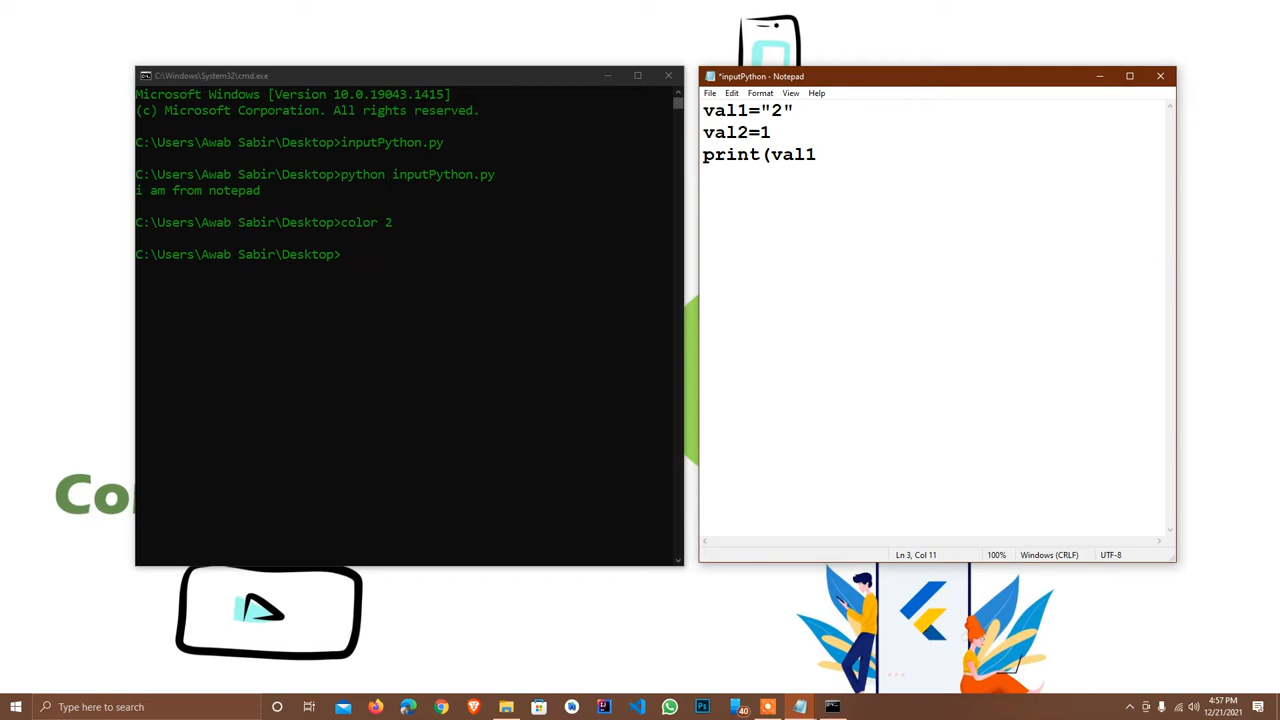 C:\Windows\System32\cmd.exe
Microsoft Windows [Version 10.0.19043.1415]
(c) Microsoft Corporation. All rights reserved.
C:\Users\Awab Sabir\Desktop>inputPython.py
C:\Users\Awab Sabir\Desktop>python inputPython.py
i am from notepad
C:\Users\Awab Sabir\Desktop>color 2
C:\Users\Awab Sabir\Desktop>
*inputPython - Notepad
File Edit Format View Help
val1="2"
val2=1
print(val1
Ln 3, Col 11 100% Windows (CRLF) UTF-8
Type here to search
40
4:57 PM
12/21/2021